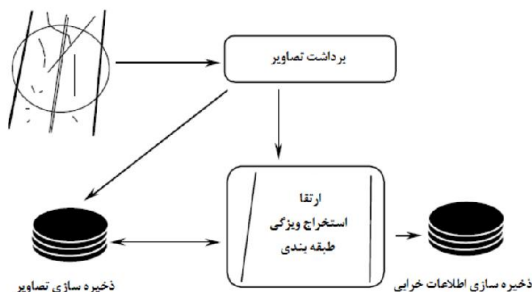 برداشت تصاویر
ارتقا
استخراج ویژگی
طبقه بندی
ذخیره سازی تصاویر
ذخیره سازی اطلاعات خرابی